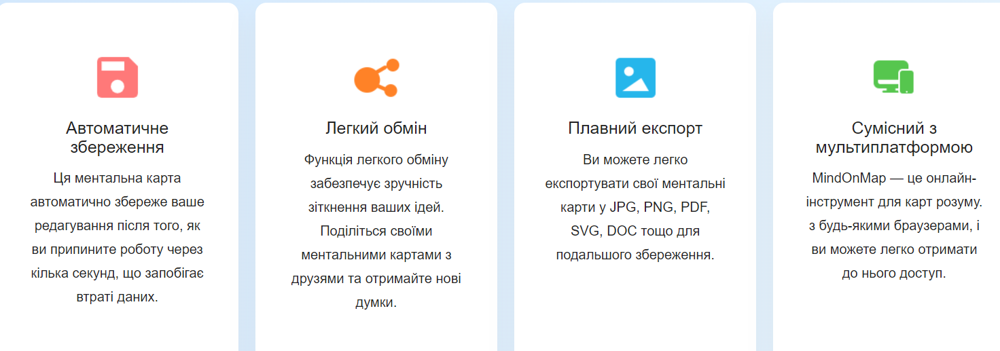 Автоматичне
збереження
Ця ментальна карта
автоматично збереже ваше
редагування після того, як
ви припините роботу через
кілька секунд, що запобігає
втраті даних.
Легкий обмін
Функція легкого обміну
забезпечує зручність
зіткнення ваших ідей.
Поділіться своїми
ментальними картами з
друзями та отримайте нові
думки.
Плавний експорт
Ви можете легко
експортувати свої ментальні
карти у JPG, PNG, PDF,
SVG, DOC тощо для
подальшого збереження.
Сумісний з
мультиплатформою
MindOnMap — це онлайн-
інструмент для карт розуму.
з будь-якими браузерами, і
ви можете легко отримати
до нього доступ.